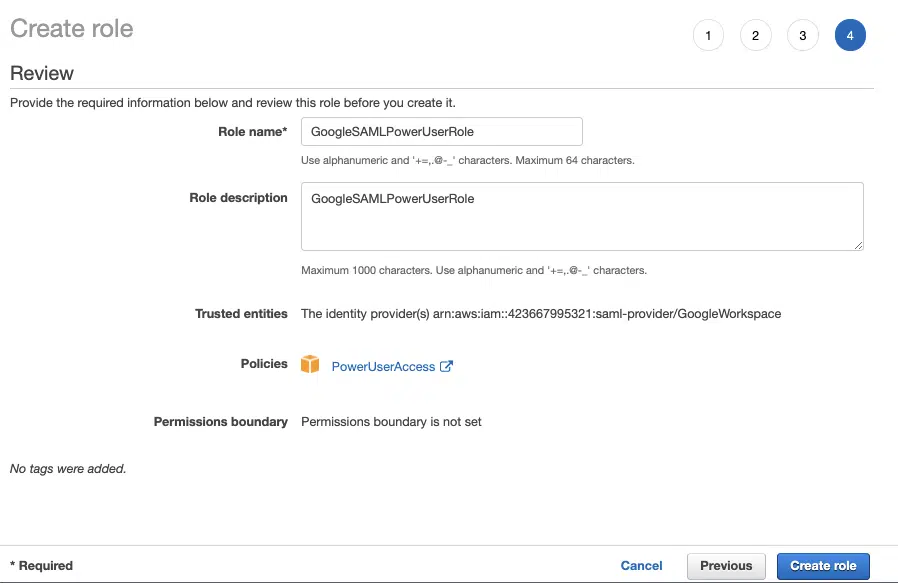 Create role
1 2 3 4
Review
Provide the required information below and review this role before you create it.
Role name* GoogleSAMLPowerUserRole
Use alphanumeric and '+=,.@-_' characters. Maximum 64 characters.
Role description GoogleSAMLPowerUserRole
Maximum 1000 characters. Use alphanumeric and '+=,.@-_' characters.
Trusted entities The identity provider(s) arn:aws:iam::423667995321:saml-provider/GoogleWorkspace
Policies PowerUserAccess
Permissions boundary Permissions boundary is not set
No tags were added.
* Required Cancel Previous Create role